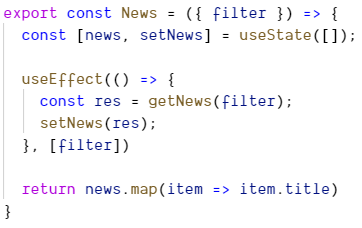 export const News = ({ filter }) => {
  const [news, setNews] = useState([]);

  useEffect(() => {
    const res = getNews(filter);
    setNews(res);
  }, [filter])

  return news.map(item => item.title)
}